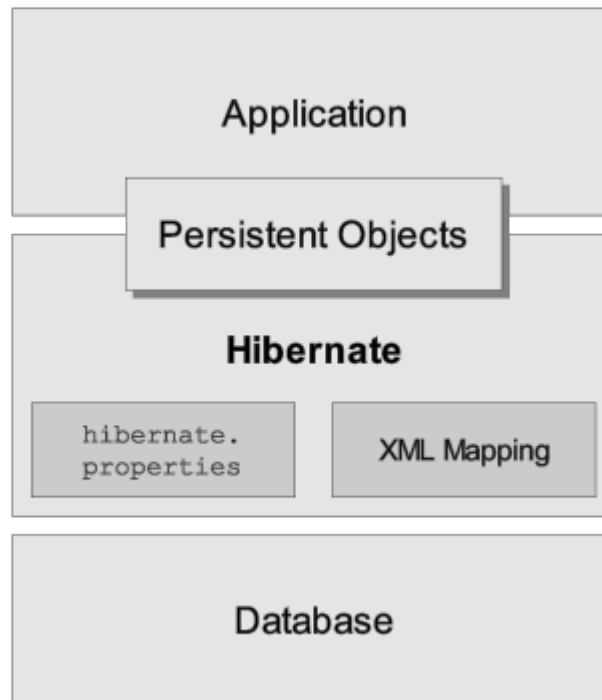 Application
Persistent Objects
Hibernate
hibernate.
properties
XML Mapping
Database